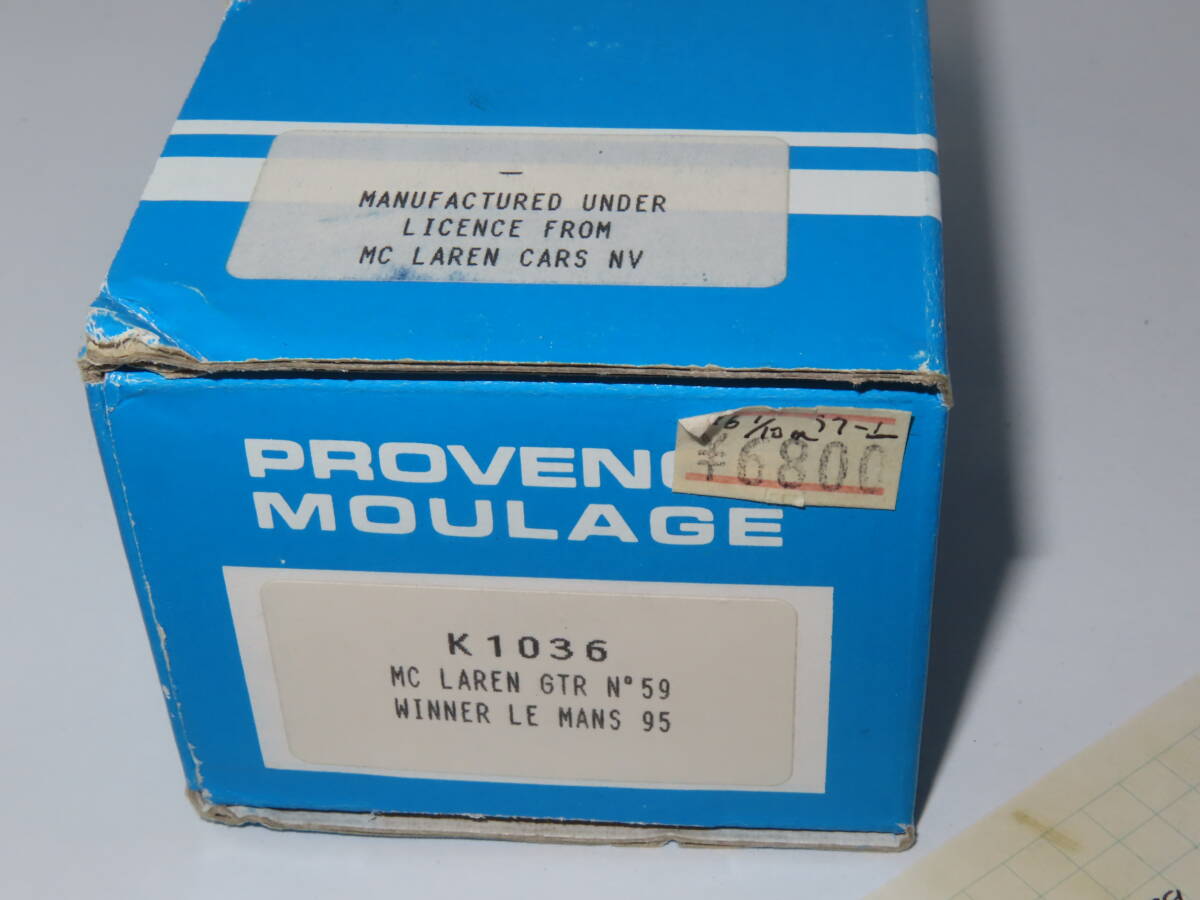 MANUFACTURED UNDER
LICENCE FROM
MC LAREN CARS NV
¥6800
MOULAGE
K1036
MC LAREN GTR N°59
WINNER LE MANS 95